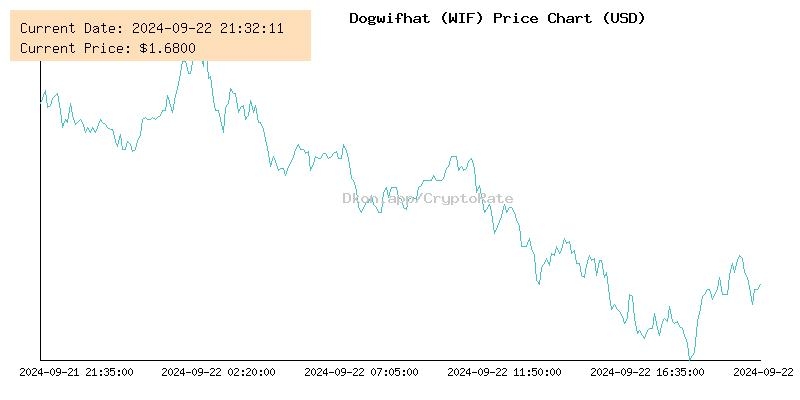 Dogwifhat (WIF) Price Chart (USD)
Current Date: 2024-09-22 21:32:11
Current Price: $1.6800
Dkon.app/CryptoRate
2024-09-21 21:35:00 2024-09-22 02:20:00 2024-09-22 07:05:00 2024-09-22 11:50:00 2024-09-22 16:35:00 2024-09-22